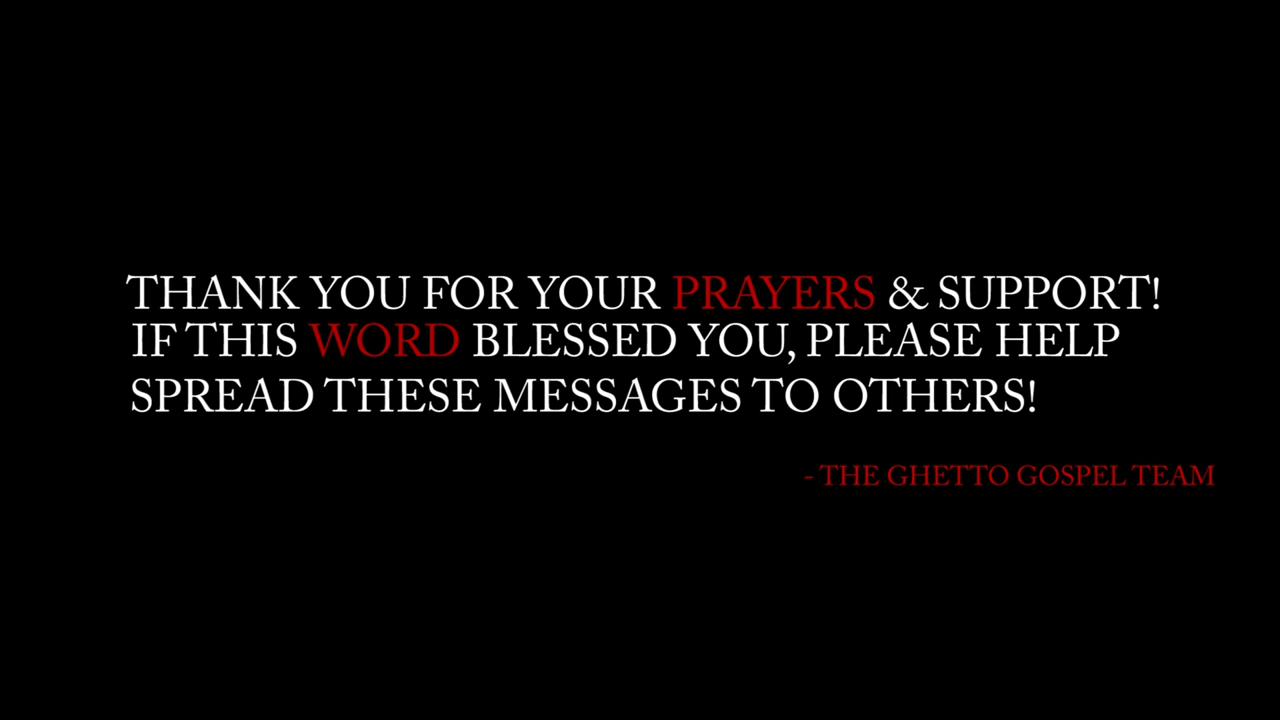 THANK YOU FOR YOUR PRAYERS & SUPPORT!
IF THIS WORD BLESSED YOU, PLEASE HELP
SPREAD THESE MESSAGES TO OTHERS!
- THE GHETTO GOSPEL TEAM